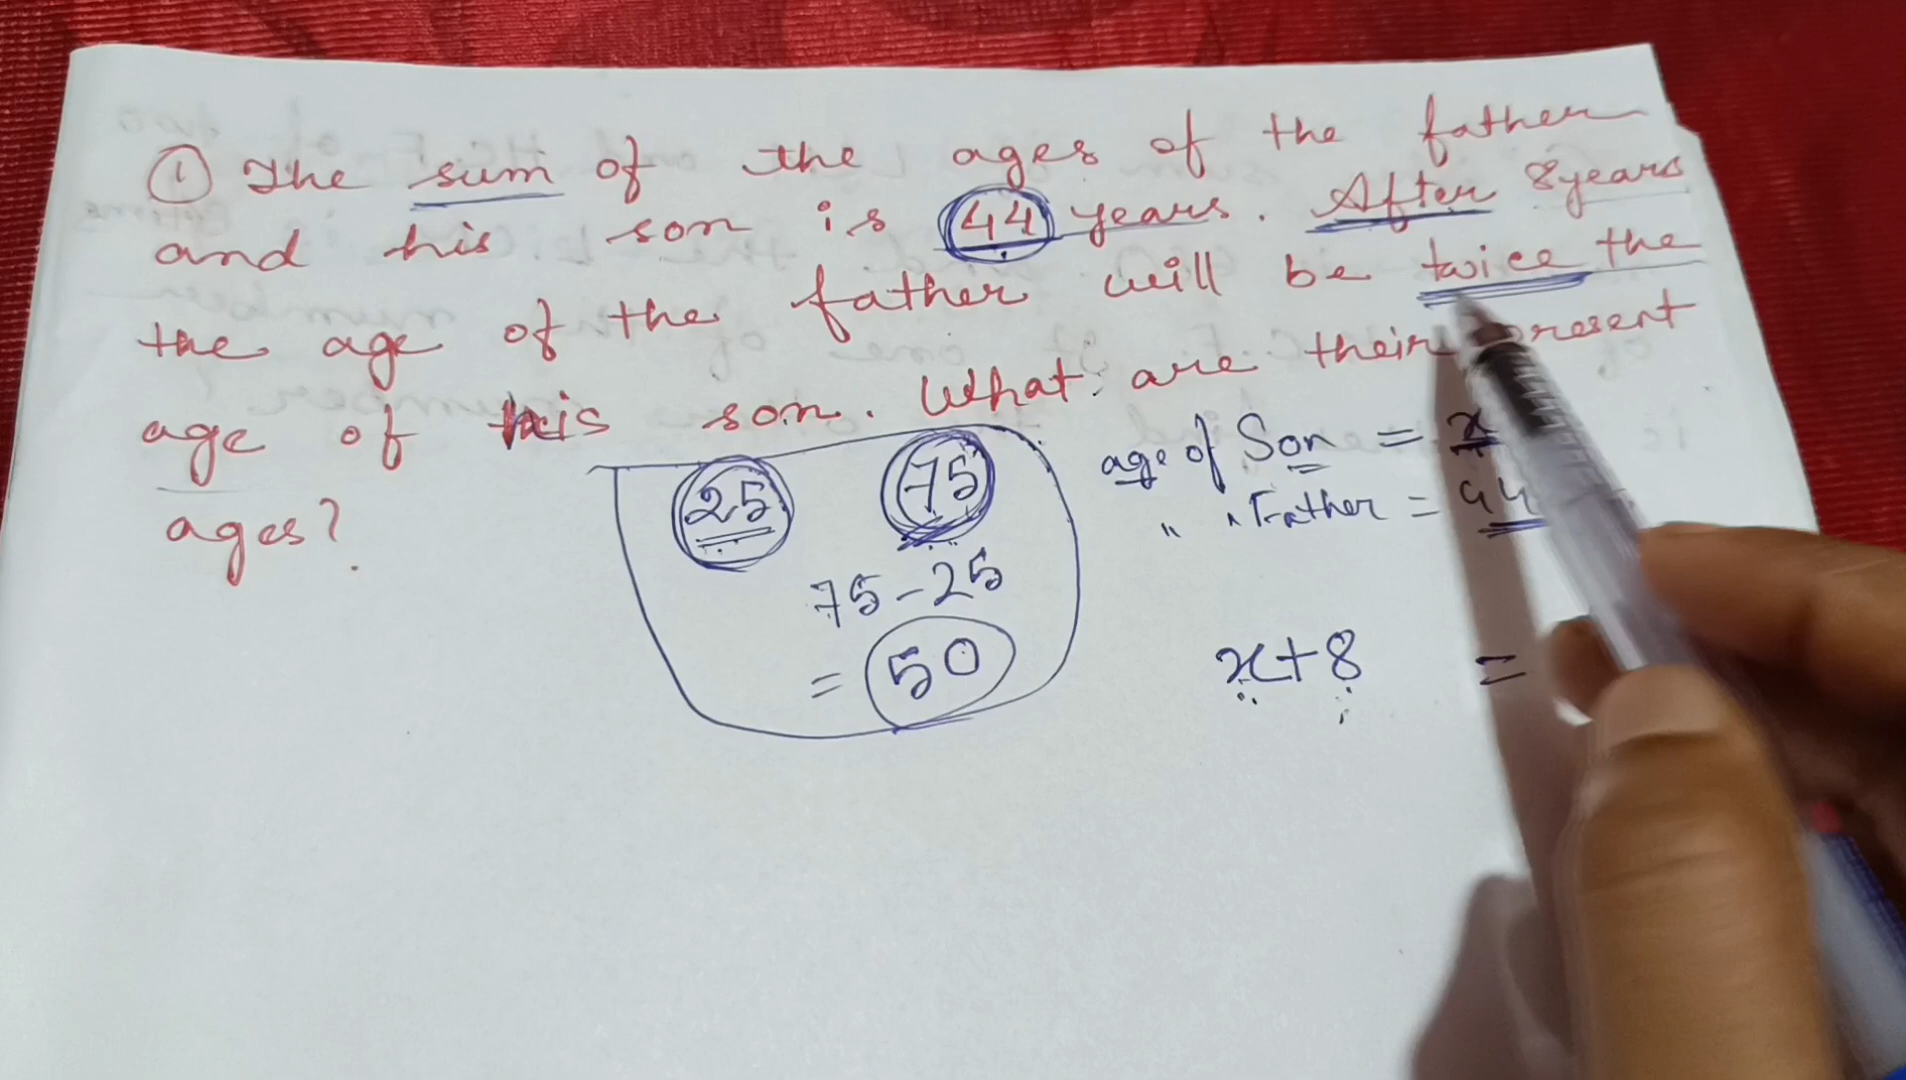 ① The sum of the ages of the father
and his son is 44 years. After 8 years
the age of the father will be twice the
age of his son. What are their present
ages?
25 75
75-25
= 50
age of Son = x
" " Father = 44
x+8 =